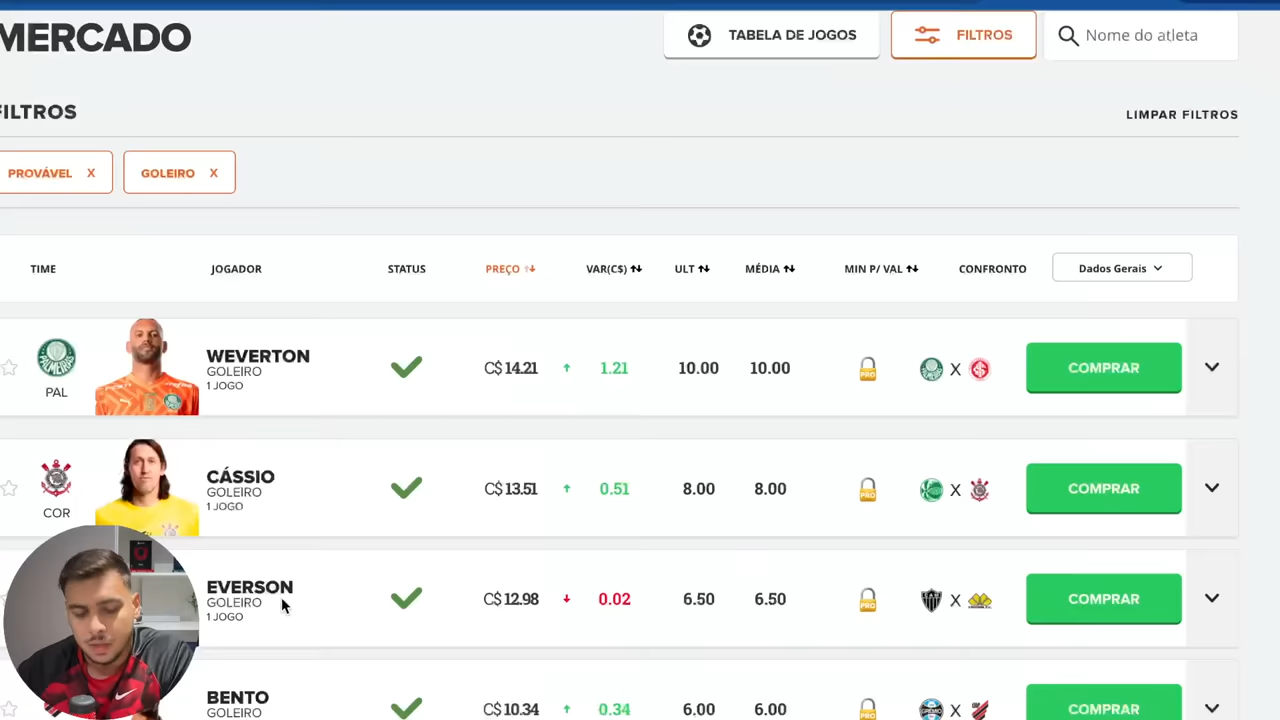 MERCADO
TABELA DE JOGOS
FILTROS
Nome do atleta
FILTROS
LIMPAR FILTROS
PROVÁVEL X
GOLEIRO X
TIME JOGADOR STATUS PREÇO VAR(C$) ULT MÉDIA MIN P/ VAL CONFRONTO Dados Gerais
WEVERTON
GOLEIRO
1 JOGO
PAL
C$ 14.21 1.21 10.00 10.00 PRO X COMPRAR
CÁSSIO
GOLEIRO
1 JOGO
COR
C$ 13.51 0.51 8.00 8.00 PRO X COMPRAR
EVERSON
GOLEIRO
1 JOGO
C$ 12.98 0.02 6.50 6.50 PRO X COMPRAR
BENTO
GOLEIRO
C$ 10.34 0.34 6.00 6.00 PRO X COMPRAR